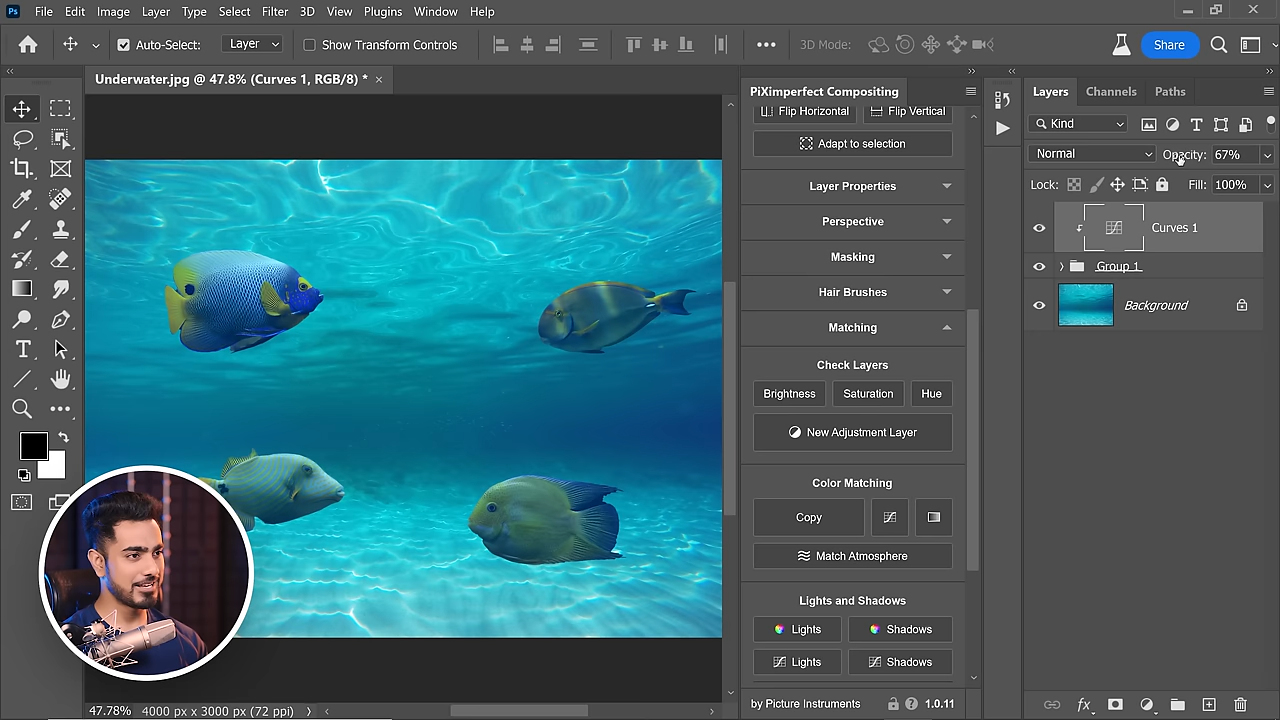 Ps File Edit Image Layer Type Select Filter 3D View Plugins Window Help
Auto-Select: Layer Show Transform Controls 3D Mode: Share
Underwater.jpg @ 47.8% (Curves 1, RGB/8) *
PiXimperfect Compositing
Flip Horizontal Flip Vertical
Adapt to selection
Layer Properties
Perspective
Masking
Hair Brushes
Matching
Check Layers
Brightness Saturation Hue
New Adjustment Layer
Color Matching
Copy
Match Atmosphere
Lights and Shadows
Lights Shadows
Lights Shadows
by Picture Instruments 1.0.11
Layers Channels Paths
Kind
Normal Opacity: 67%
Lock: Fill: 100%
Curves 1
Group 1
Background
47.78% 4000 px x 3000 px (72 ppi)